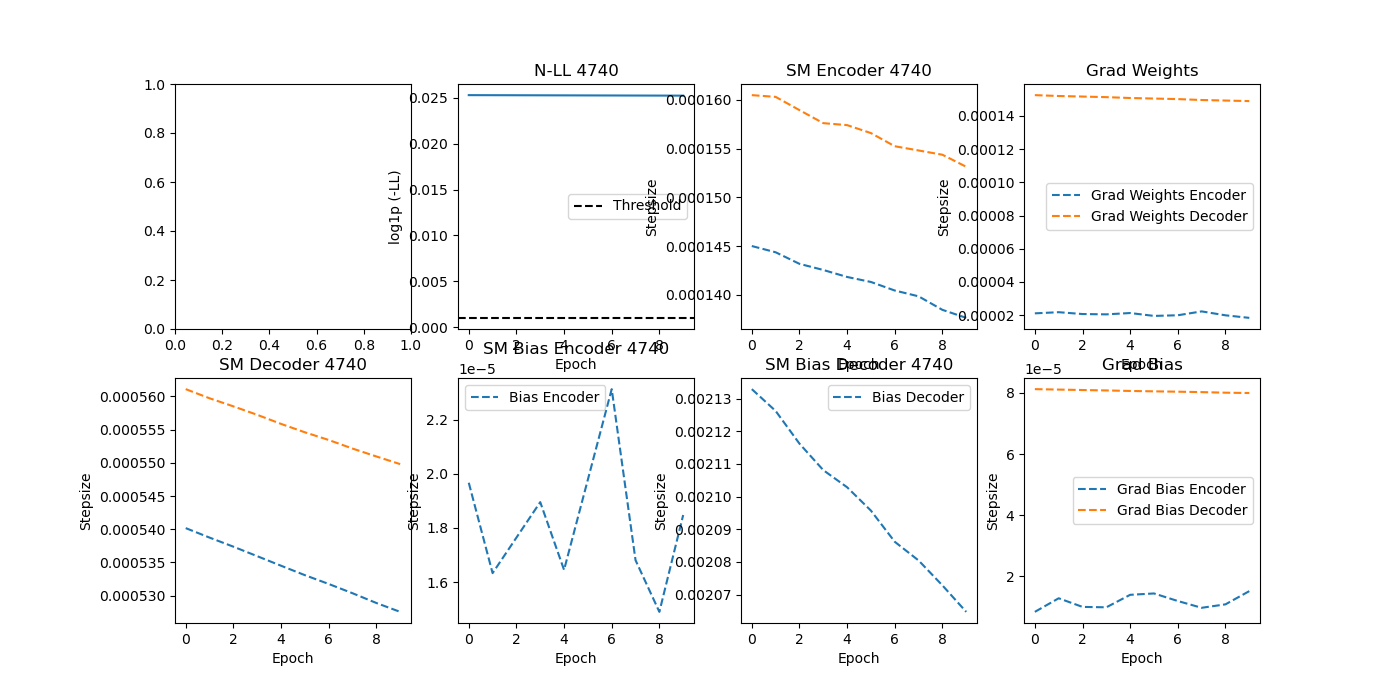 1.0
0.8
0.6
0.4
0.2
0.0
0.0 0.2 0.4 0.6 0.8 1.0
N-LL 4740
log1p (-LL)
0.025
0.020
0.015
0.010
0.005
0.000
Threshold
0 2 4 6 8
Epoch
SM Encoder 4740
Stepsize
0.000160
0.000155
0.000150
0.000145
0.000140
0 2 4 6 8
Epoch
Grad Weights
Stepsize
0.00014
0.00012
0.00010
0.00008
0.00006
0.00004
0.00002
Grad Weights Encoder
Grad Weights Decoder
0 2 4 6 8
Epoch
SM Decoder 4740
Stepsize
0.000560
0.000555
0.000550
0.000545
0.000540
0.000535
0.000530
0 2 4 6 8
Epoch
SM Bias Encoder 4740
1e−5
Stepsize
2.2
2.0
1.8
1.6
Bias Encoder
0 2 4 6 8
Epoch
SM Bias Decoder 4740
Stepsize
0.00213
0.00212
0.00211
0.00210
0.00209
0.00208
0.00207
Bias Decoder
0 2 4 6 8
Epoch
Grad Bias
1e−5
Stepsize
8
6
4
2
Grad Bias Encoder
Grad Bias Decoder
0 2 4 6 8
Epoch